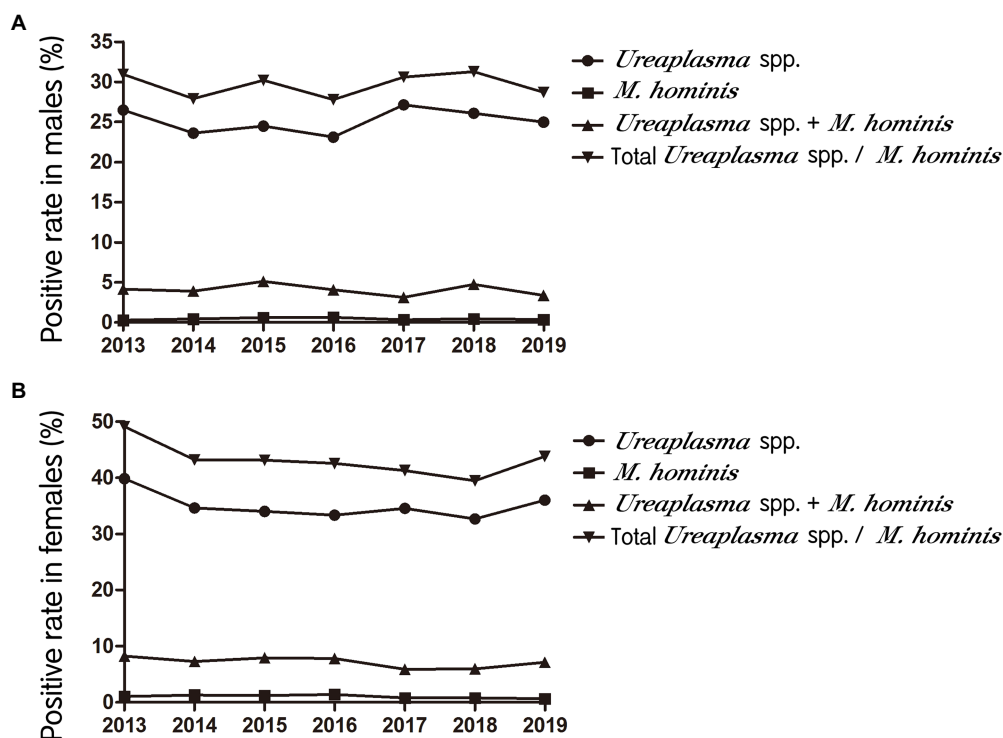 A
Positive rate in males (%)
35
30
25
20
15
10
5
0
2013 2014 2015 2016 2017 2018 2019
Ureaplasma spp.
M. hominis
Ureaplasma spp. + M. hominis
Total Ureaplasma spp. / M. hominis
B
Positive rate in females (%)
50
40
30
20
10
0
2013 2014 2015 2016 2017 2018 2019
Ureaplasma spp.
M. hominis
Ureaplasma spp. + M. hominis
Total Ureaplasma spp. / M. hominis